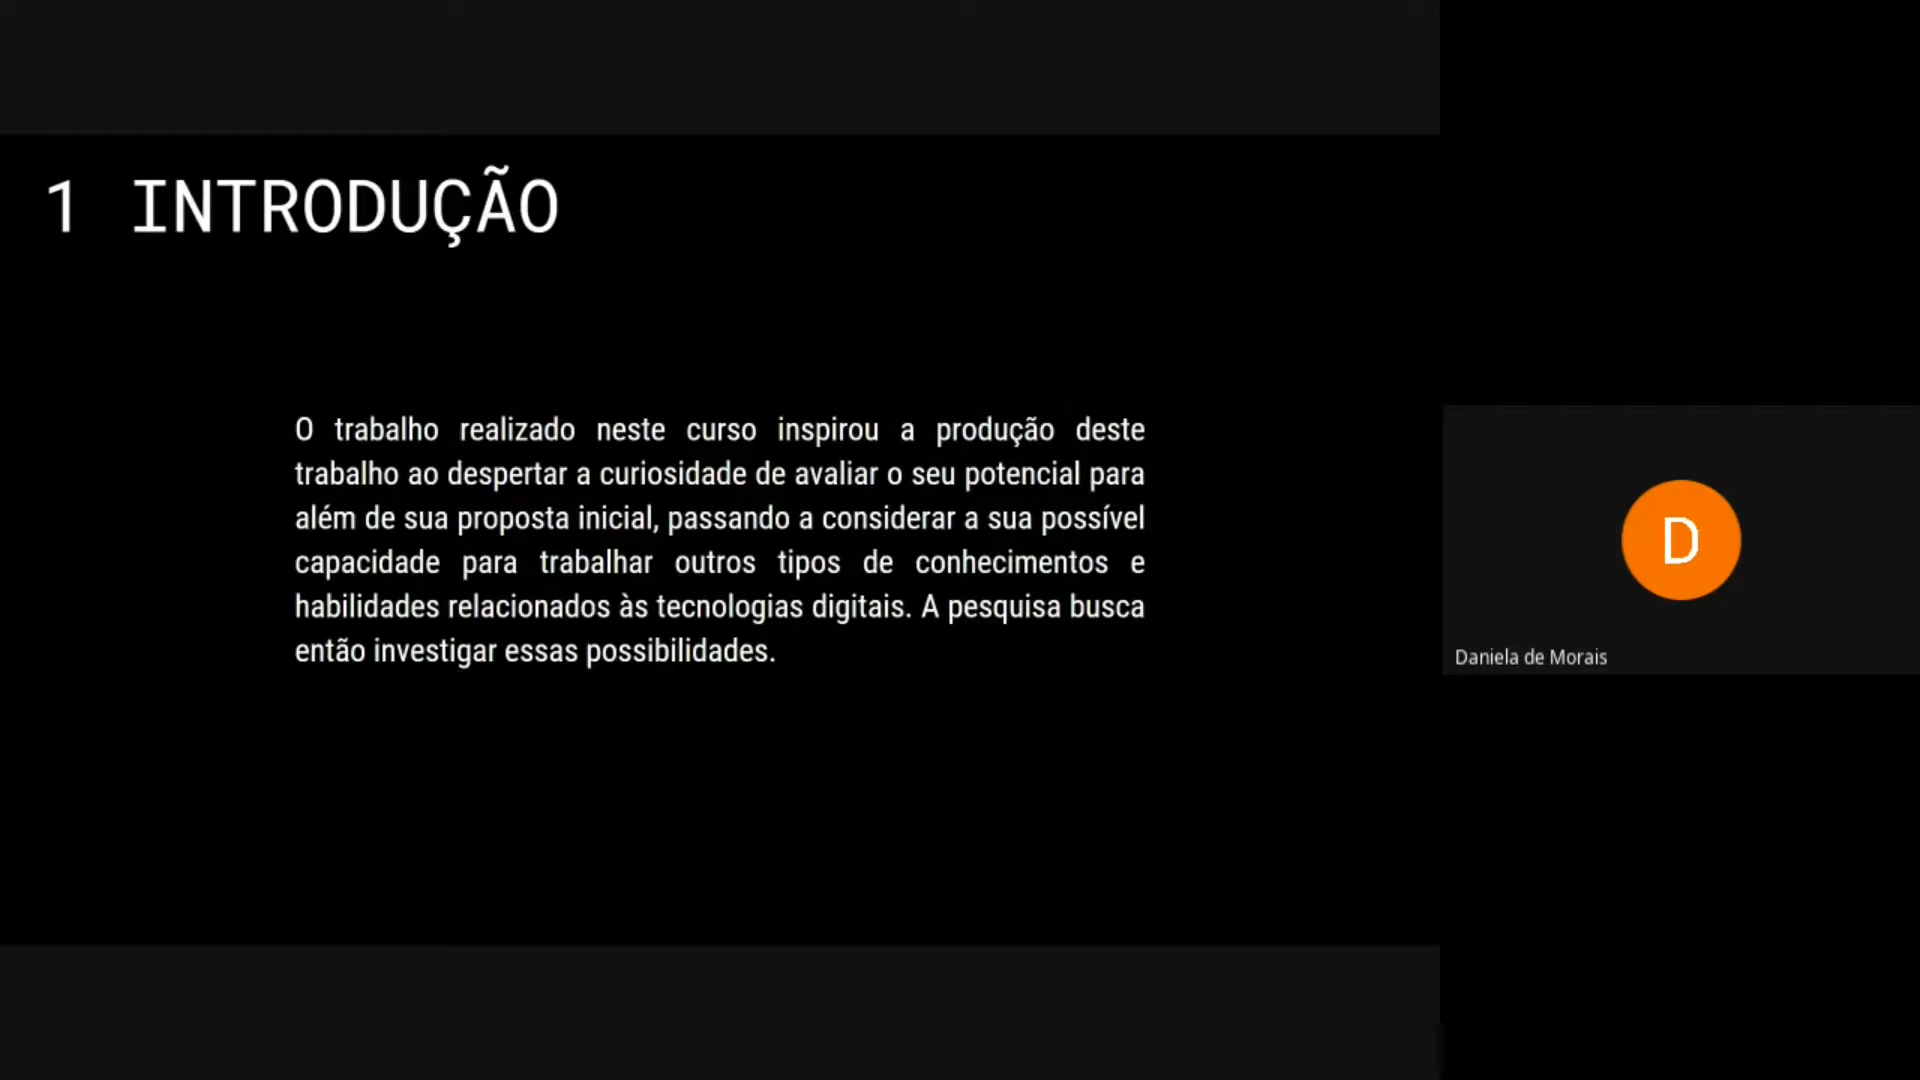 1 INTRODUÇÃO
O trabalho realizado neste curso inspirou a produção deste
trabalho ao despertar a curiosidade de avaliar o seu potencial para
além de sua proposta inicial, passando a considerar a sua possível
capacidade para trabalhar outros tipos de conhecimentos e
habilidades relacionados às tecnologias digitais. A pesquisa busca
então investigar essas possibilidades.
D
Daniela de Morais